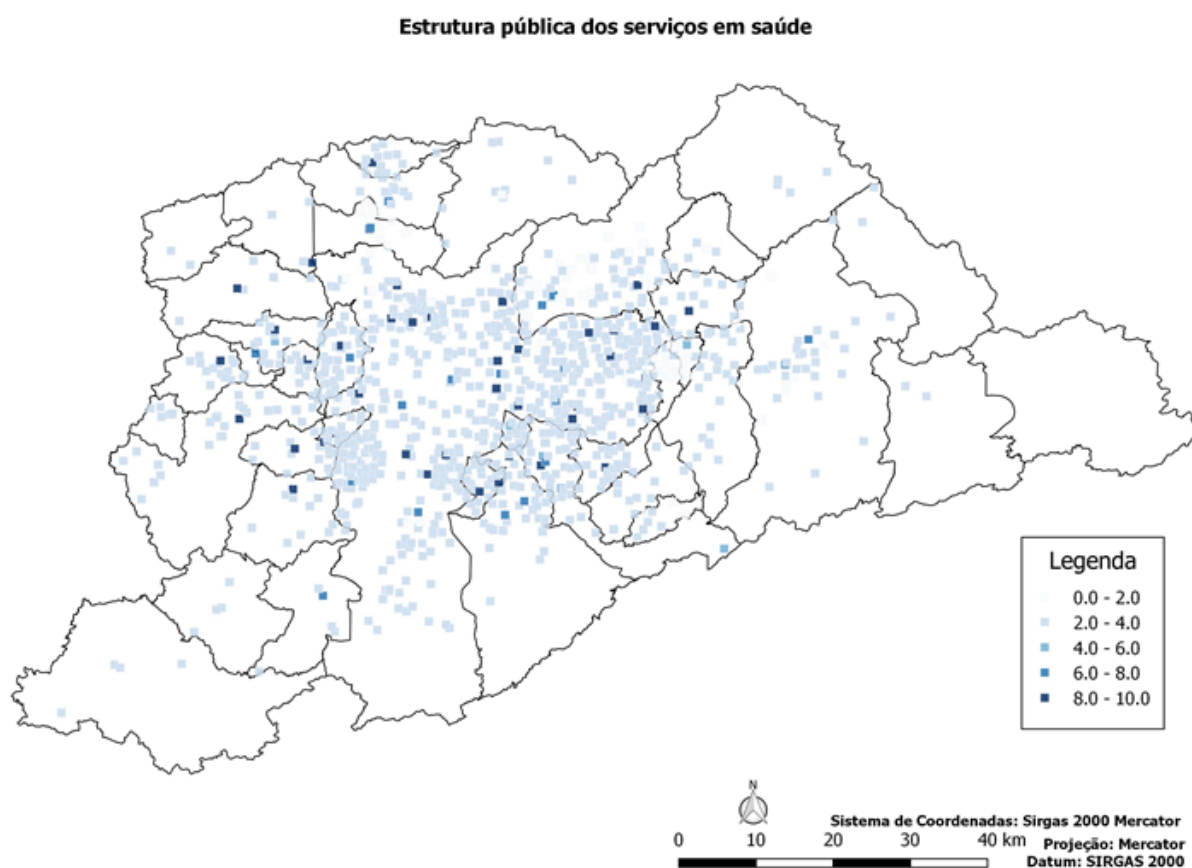 Estrutura pública dos serviços em saúde
Legenda
0.0 - 2.0
2.0 - 4.0
4.0 - 6.0
6.0 - 8.0
8.0 - 10.0
N
Sistema de Coordenadas: Sirgas 2000 Mercator
0 10 20 30 40 km
Projeção: Mercator
Datum: SIRGAS 2000